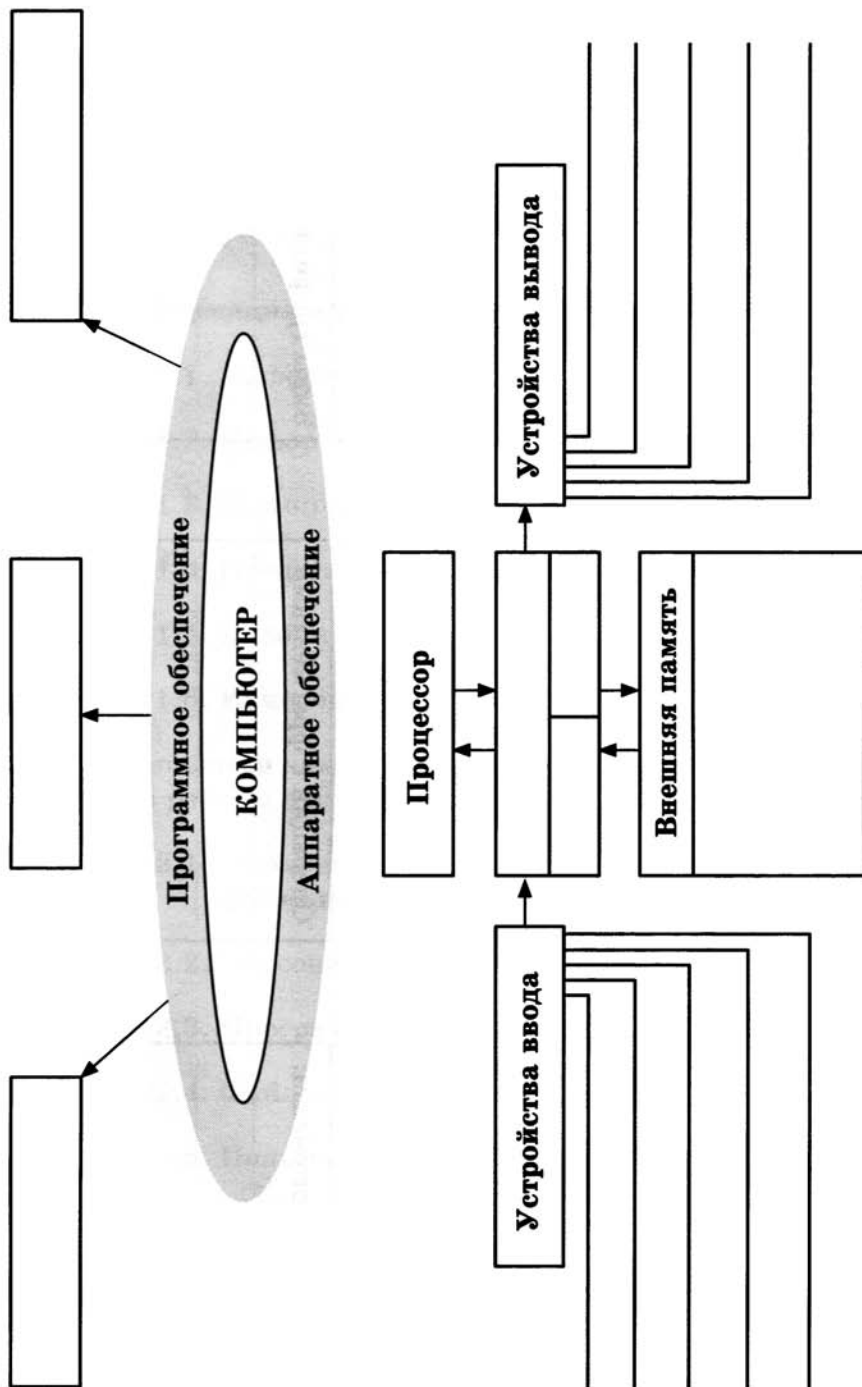 Программное обеспечение
КОМПЬЮТЕР
Аппаратное обеспечение
Процессор
Устройства ввода
Устройства вывода
Внешняя память